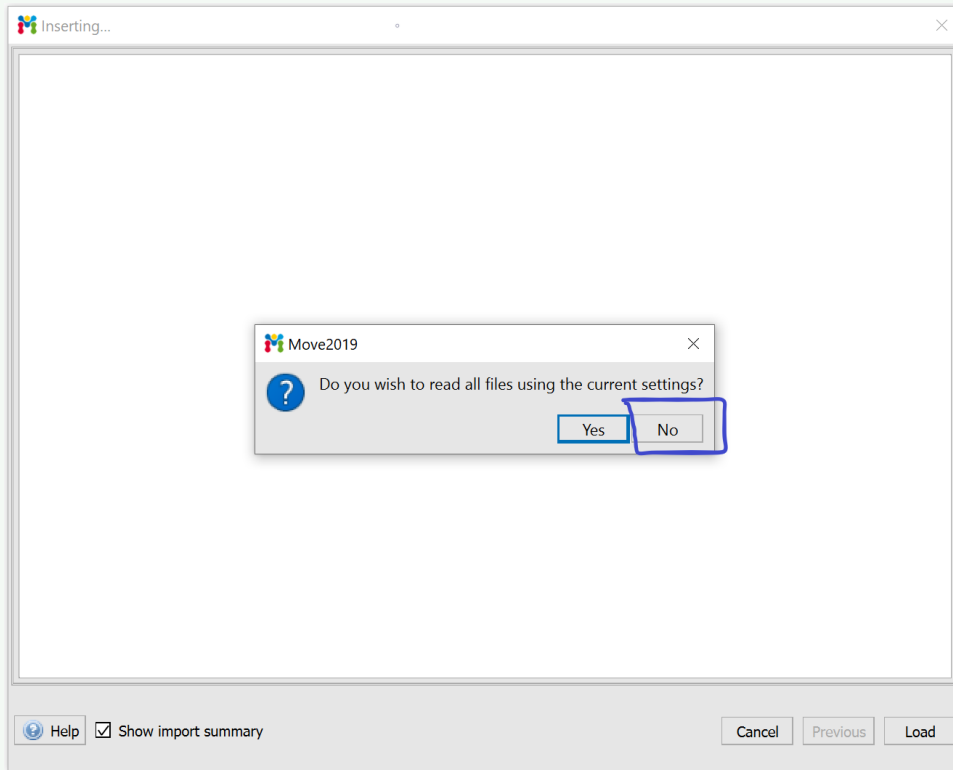 Inserting...
Move2019
Do you wish to read all files using the current settings?
Yes No
Help Show import summary Cancel Previous Load